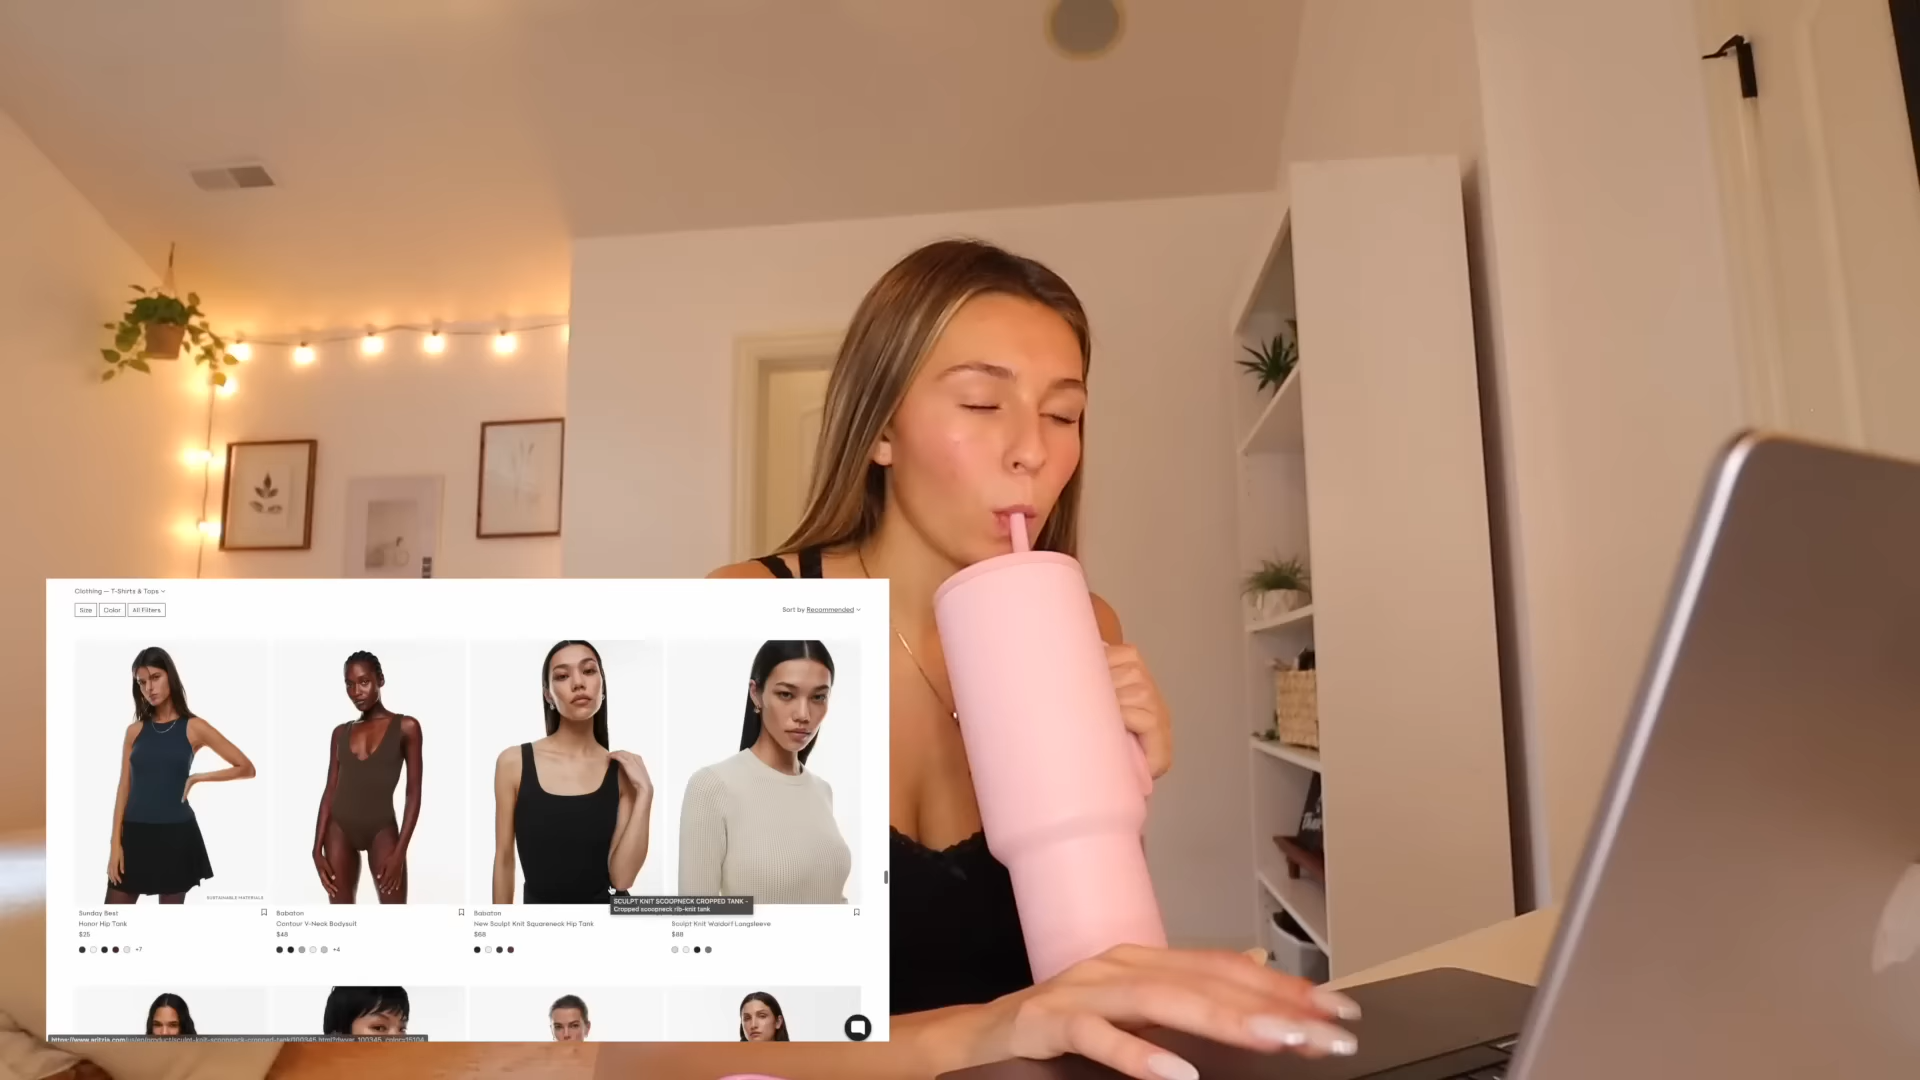 Clothing — T-Shirts & Tops
Size Color All Filters
Sort by Recommended
SUSTAINABLE MATERIALS
Sunday Best
Honor Hip Tank
$25
+7
Babaton
Contour V-Neck Bodysuit
$48
+4
Babaton
New Sculpt Knit Squareneck Hip Tank
$68
SCULPT KNIT SCOOPNECK CROPPED TANK -
Cropped scoopneck rib-knit tank
Sculpt Knit Waldorf Longsleeve
$88